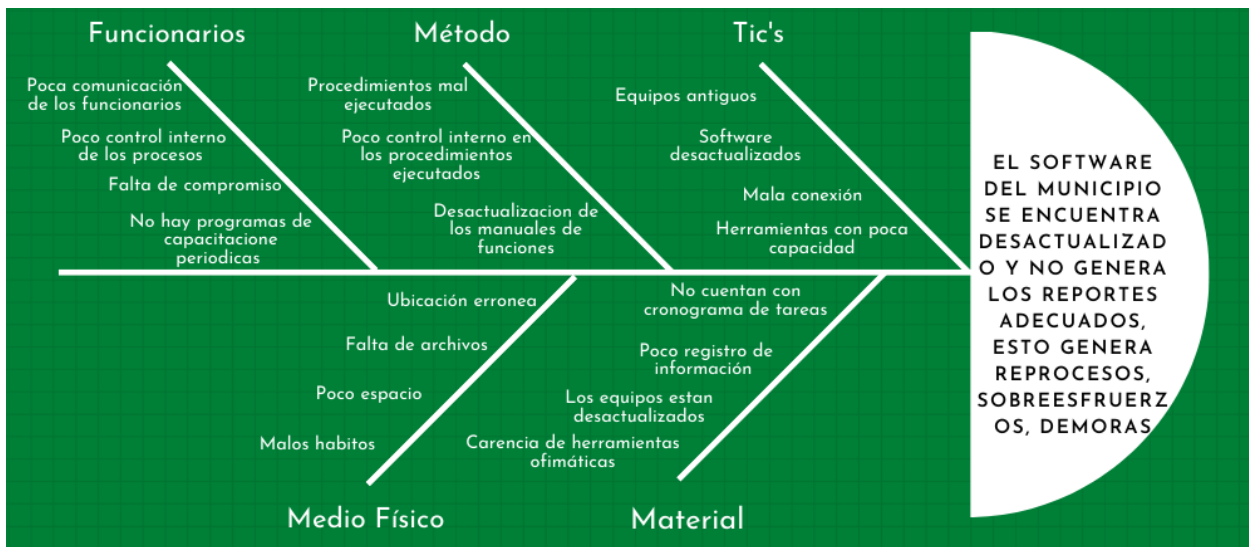 Funcionarios
Poca comunicación
de los funcionarios
Poco control interno
de los procesos
Falta de compromiso
No hay programas de
capacitacione
periodicas
Método
Procedimientos mal
ejecutados
Poco control interno en
los procedimientos
ejecutados
Desactualizacion de
los manuales de
funciones
Tic's
Equipos antiguos
Software
desactualizados
Mala conexión
Herramientas con poca
capacidad
Ubicación erronea
Falta de archivos
Poco espacio
Malos habitos
Medio Físico
No cuentan con
cronograma de tareas
Poco registro de
información
Los equipos estan
desactualizados
Carencia de herramientas
ofimáticas
Material
EL SOFTWARE
DEL MUNICIPIO
SE ENCUENTRA
DESACTUALIZAD
O Y NO GENERA
LOS REPORTES
ADECUADOS,
ESTO GENERA
REPROCESOS,
SOBREESFRUERZ
OS, DEMORAS